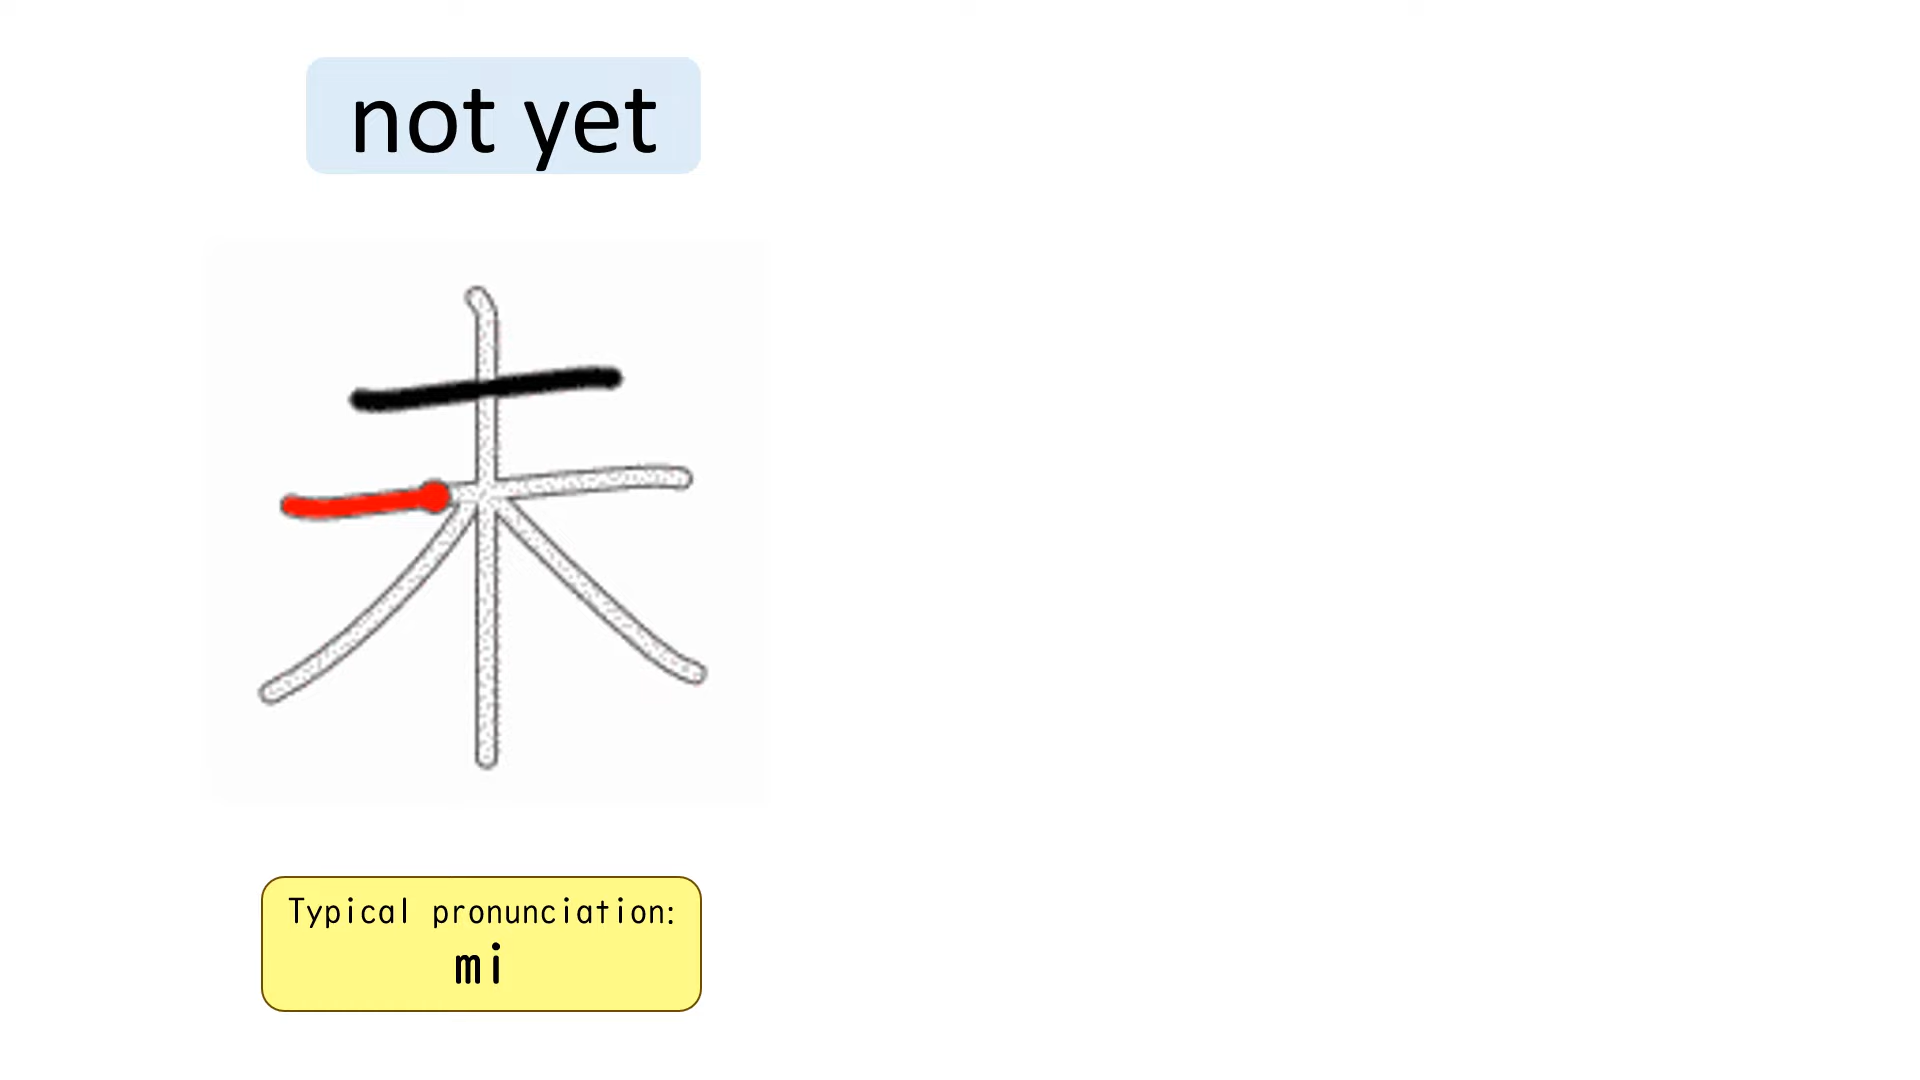 not yet
未
Typical pronunciation:
mi